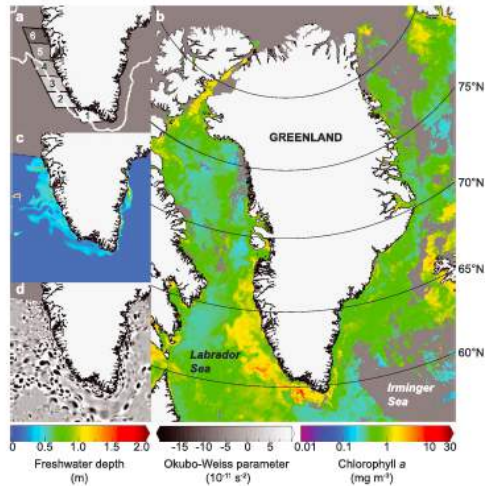 a
6
5
4
3
2
1
b
GREENLAND
75°N
70°N
65°N
60°N
c
d
Labrador
Sea
Irminger
Sea
0 0.5 1.0 1.5 2.0
Freshwater depth
(m)
-15 -10 -5 0 5
Okubo-Weiss parameter
(10⁻¹¹ s⁻²)
0.01 0.1 1 10 30
Chlorophyll a
(mg m⁻³)